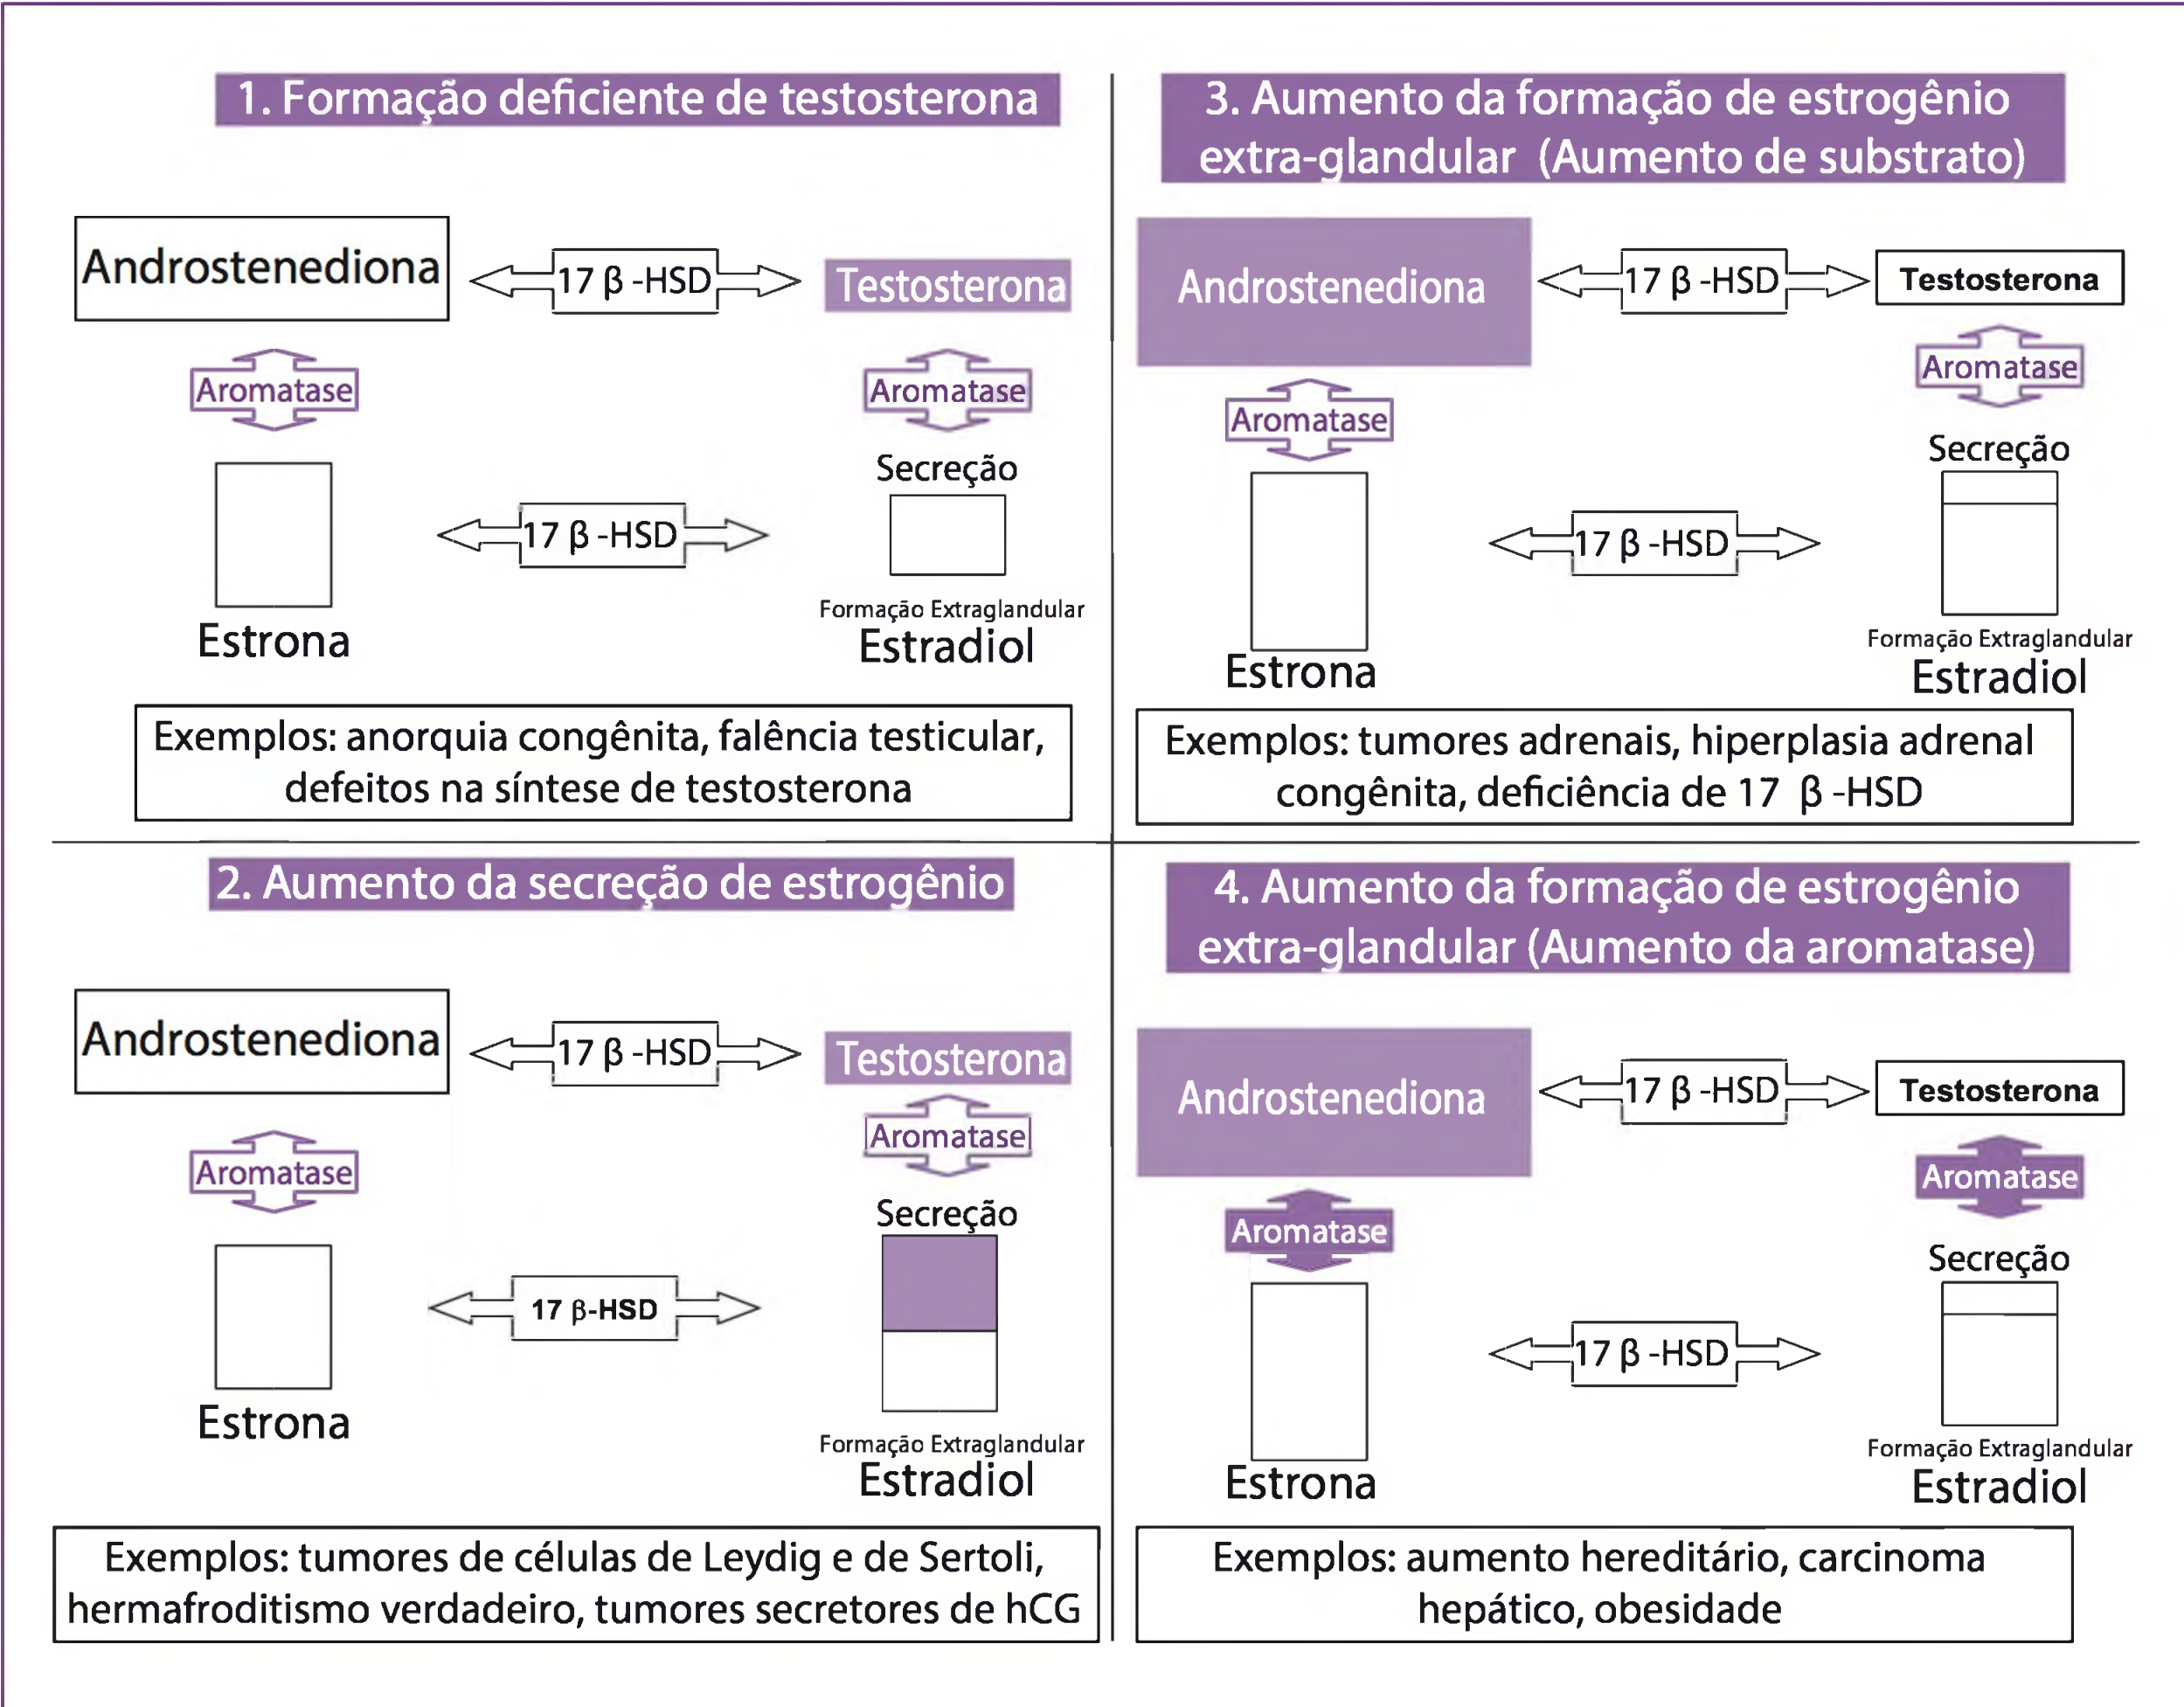 1. Formação deficiente de testosterona
Androstenediona
17 β -HSD
Testosterona
Aromatase
Aromatase
Secreção
17 β -HSD
Formação Extraglandular
Estrona
Estradiol
Exemplos: anorquia congênita, falência testicular,
defeitos na síntese de testosterona
2. Aumento da secreção de estrogênio
Androstenediona
17 β -HSD
Testosterona
Aromatase
Aromatase
Secreção
17 β-HSD
Formação Extraglandular
Estrona
Estradiol
Exemplos: tumores de células de Leydig e de Sertoli,
hermafroditismo verdadeiro, tumores secretores de hCG
3. Aumento da formação de estrogênio
extra-glandular (Aumento de substrato)
Androstenediona
17 β -HSD
Testosterona
Aromatase
Aromatase
Secreção
17 β -HSD
Formação Extraglandular
Estrona
Estradiol
Exemplos: tumores adrenais, hiperplasia adrenal
congênita, deficiência de 17 β -HSD
4. Aumento da formação de estrogênio
extra-glandular (Aumento da aromatase)
Androstenediona
17 β -HSD
Testosterona
Aromatase
Aromatase
Secreção
17 β -HSD
Formação Extraglandular
Estrona
Estradiol
Exemplos: aumento hereditário, carcinoma
hepático, obesidade